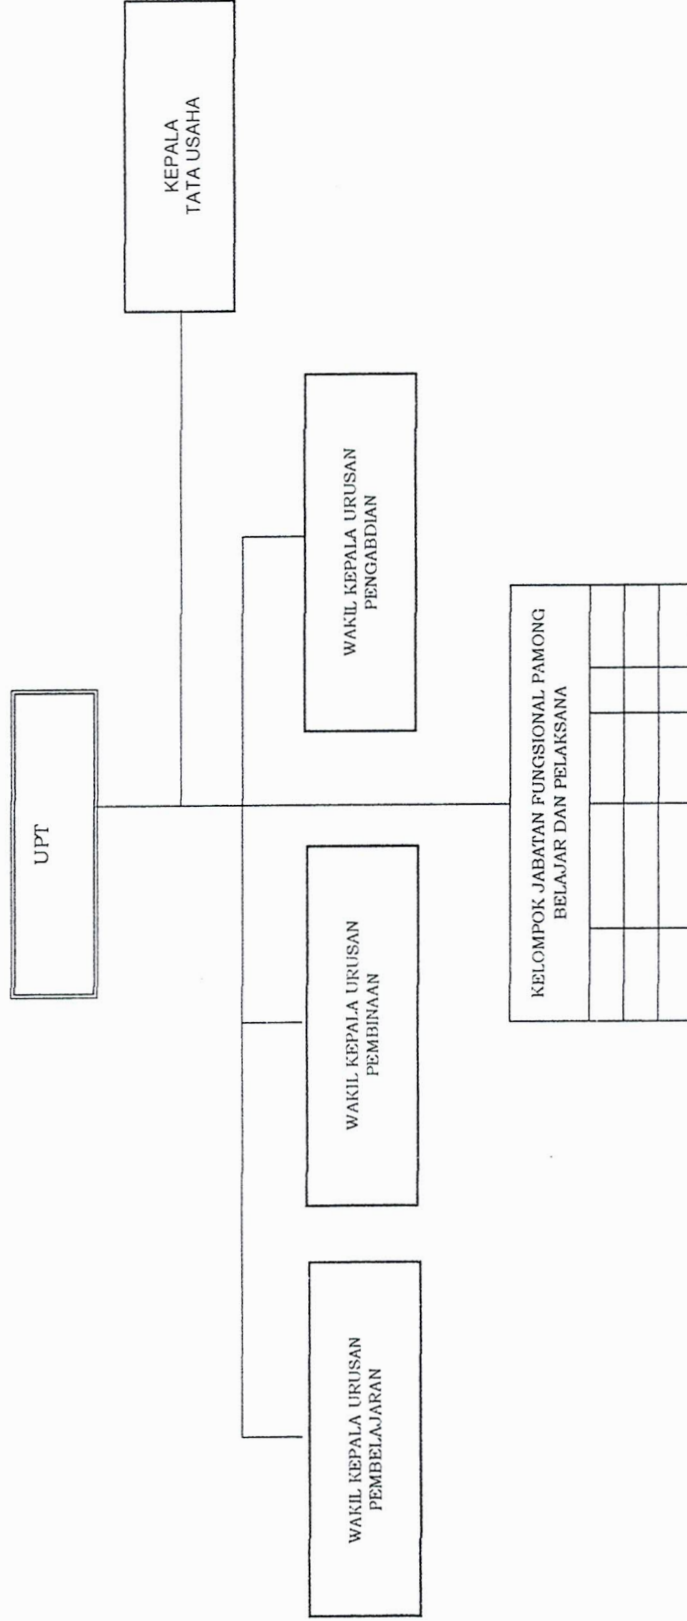 UPT
KEPALA
TATA USAHA
WAKIL KEPALA URUSAN
PEMBELAJARAN
WAKIL KEPALA URUSAN
PEMBINAAN
WAKIL KEPALA URUSAN
PENGABDIAN
KELOMPOK JABATAN FUNGSIONAL PAMONG
BELAJAR DAN PELAKSANA